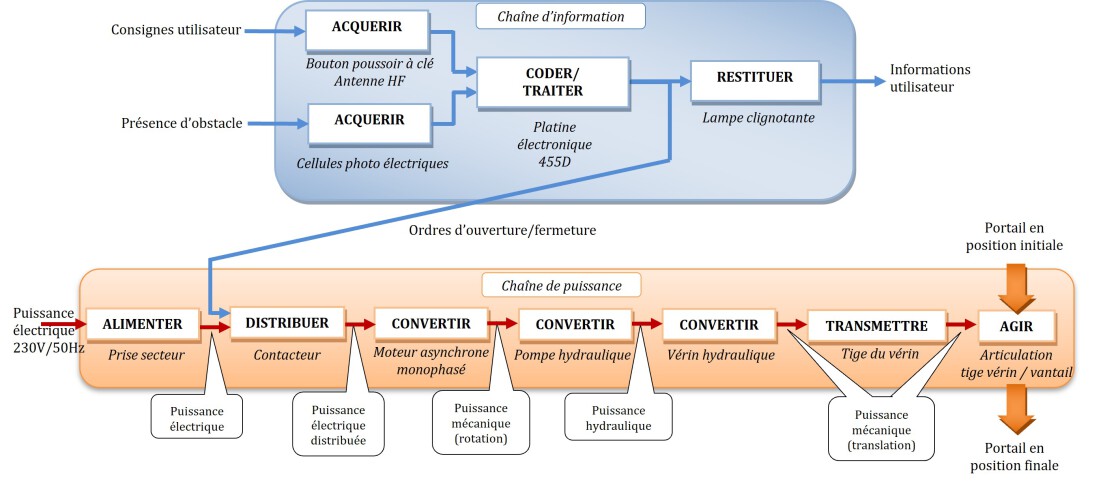 Chaîne d'information
Consignes utilisateur
ACQUERIR
Bouton poussoir à clé
Antenne HF
Présence d'obstacle
ACQUERIR
Cellules photo électriques
CODER/
TRAITER
Platine
électronique
455D
RESTITUER
Lampe clignotante
Informations
utilisateur
Ordres d'ouverture/fermeture
Portail en
position initiale
Chaîne de puissance
Puissance
électrique
230V/50Hz
ALIMENTER
Prise secteur
DISTRIBUER
Contacteur
CONVERTIR
Moteur asynchrone
monophasé
CONVERTIR
Pompe hydraulique
CONVERTIR
Vérin hydraulique
TRANSMETTRE
Tige du vérin
AGIR
Articulation
tige vérin / vantail
Puissance
électrique
Puissance
électrique
distribuée
Puissance
mécanique
(rotation)
Puissance
hydraulique
Puissance
mécanique
(translation)
Portail en
position finale